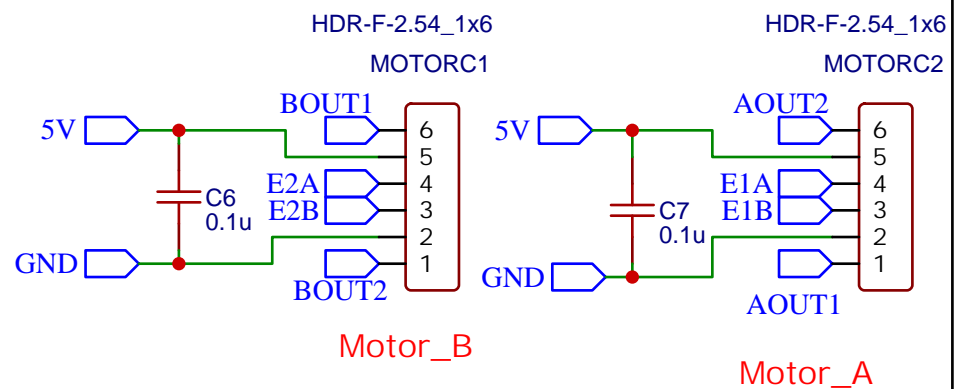 HDR-F-2.54_1x6
MOTORC1
BOUT1
5V
6
5
E2A
4
E2B
3
C6
0.1u
2
GND
1
BOUT2
Motor_B
HDR-F-2.54_1x6
MOTORC2
AOUT2
5V
6
5
E1A
4
E1B
3
C7
0.1u
2
GND
1
AOUT1
Motor_A